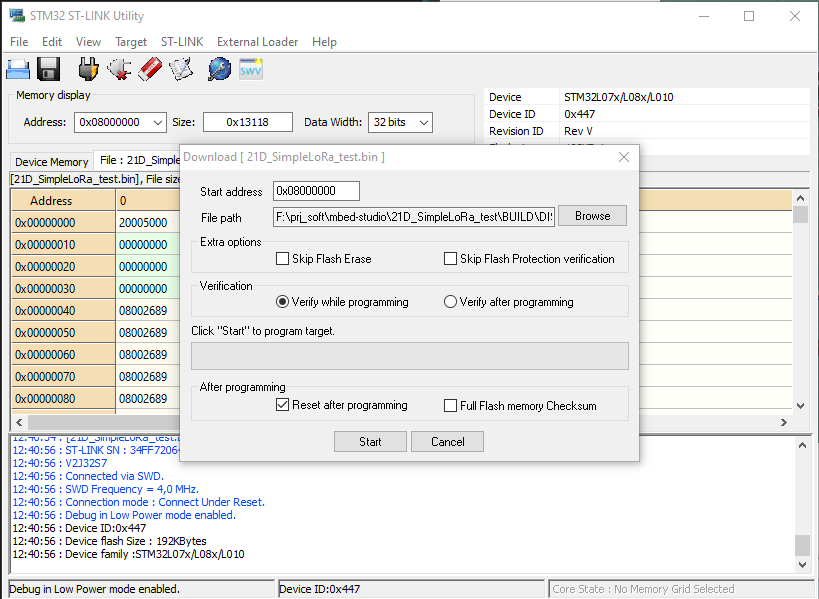 STM32 ST-LINK Utility
File Edit View Target ST-LINK External Loader Help
SWV
Memory display
Address: 0x08000000 Size: 0x13118 Data Width: 32 bits
Device STM32L07x/L08x/L010
Device ID 0x447
Revision ID Rev V
Device Memory File : 21D_Simple
[21D_SimpleLoRa_test.bin], File size
Address 0
0x00000000 20005000
0x00000010 00000000
0x00000020 00000000
0x00000030 00000000
0x00000040 08002689
0x00000050 08002689
0x00000060 08002689
0x00000070 08002689
0x00000080 08002689
Download [ 21D_SimpleLoRa_test.bin ]
Start address 0x08000000
File path F:\prj_soft\mbed-studio\21D_SimpleLoRa_test\BUILD\DIS Browse
Extra options
Skip Flash Erase Skip Flash Protection verification
Verification
Verify while programming Verify after programming
Click "Start" to program target.
After programming
Reset after programming Full Flash memory Checksum
Start Cancel
12:40:56 : ST-LINK SN : 34FF7206
12:40:56 : V2J32S7
12:40:56 : Connected via SWD.
12:40:56 : SWD Frequency = 4,0 MHz.
12:40:56 : Connection mode : Connect Under Reset.
12:40:56 : Debug in Low Power mode enabled.
12:40:56 : Device ID:0x447
12:40:56 : Device flash Size : 192KBytes
12:40:56 : Device family :STM32L07x/L08x/L010
Debug in Low Power mode enabled. Device ID:0x447 Core State : No Memory Grid Selected